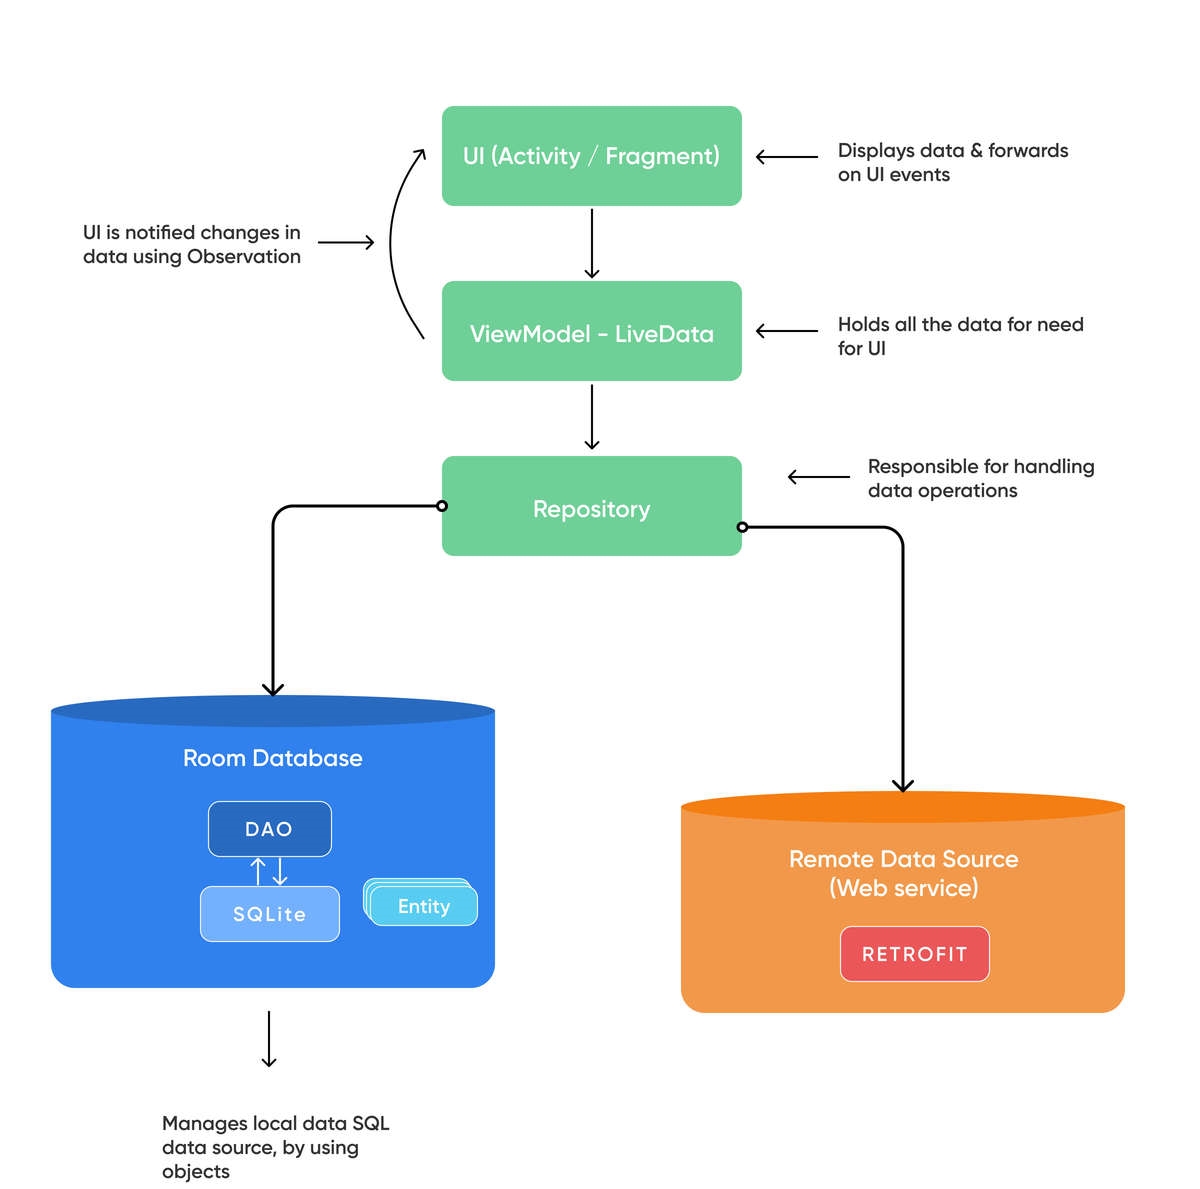 UI (Activity / Fragment)
Displays data & forwards
on UI events
UI is notified changes in
data using Observation
ViewModel - LiveData
Holds all the data for need
for UI
Responsible for handling
data operations
Repository
Room Database
DAO
SQLite
Entity
Remote Data Source
(Web service)
RETROFIT
Manages local data SQL
data source, by using
objects